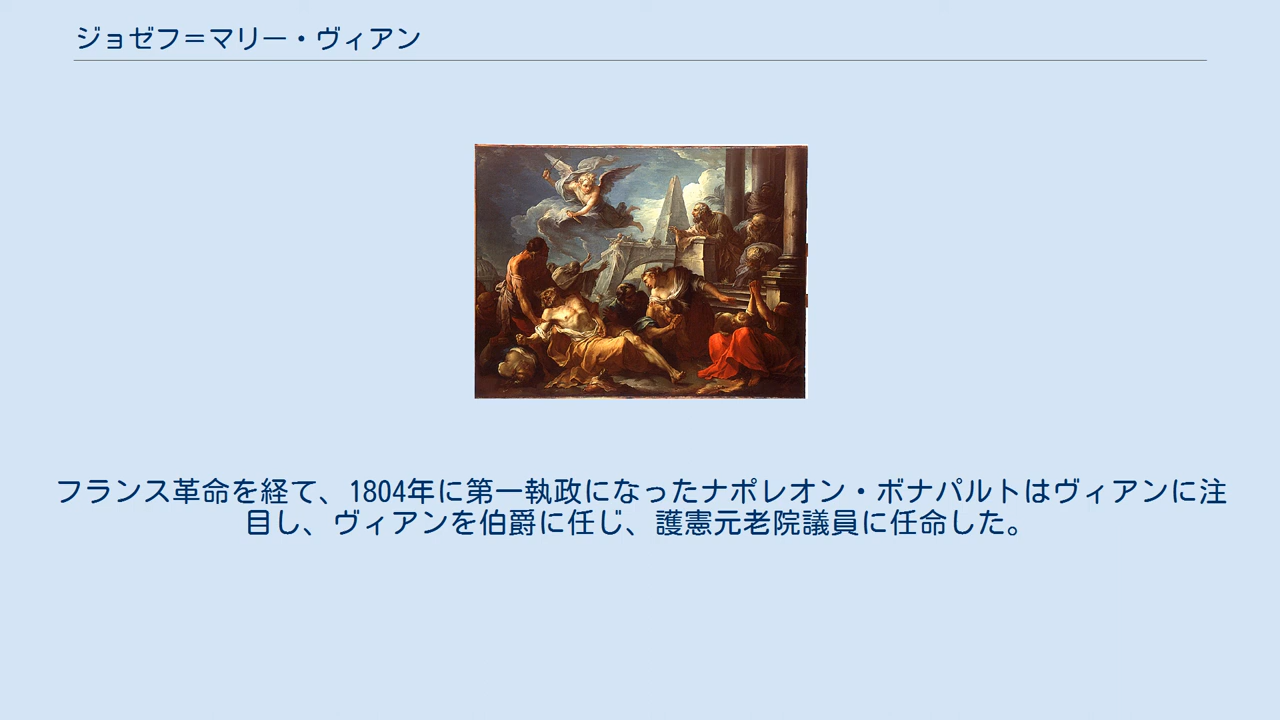 ジョゼフ＝マリー・ヴィアン
フランス革命を経て、1804年に第一執政になったナポレオン・ボナパルトはヴィアンに注
目し、ヴィアンを伯爵に任じ、護憲元老院議員に任命した。